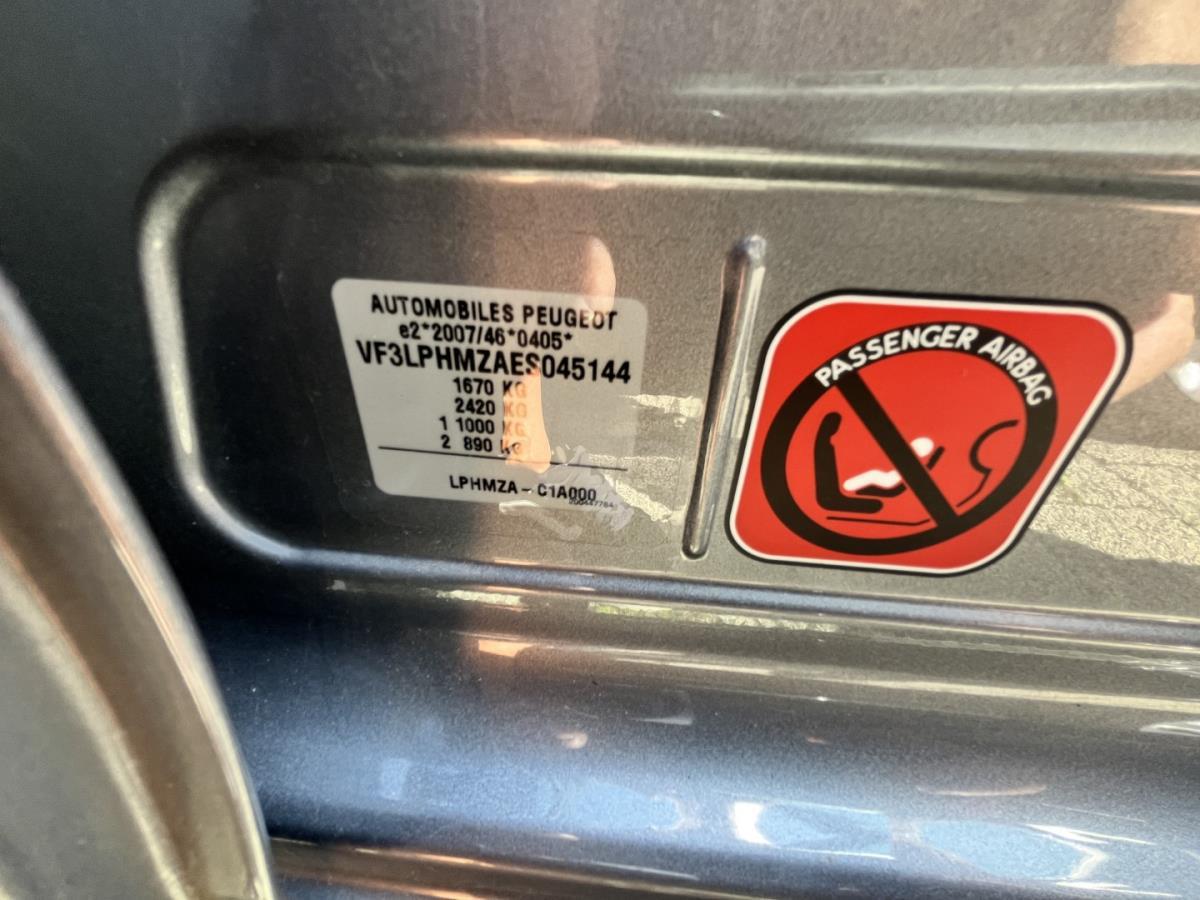 AUTOMOBILES PEUGEOT
e2*2007/46*0405*
VF3LPHMZAES045144
1670 KG
2420 KG
1 1000 KG
2 890 KG
LPHMZA - C1A000
PASSENGER AIRBAG